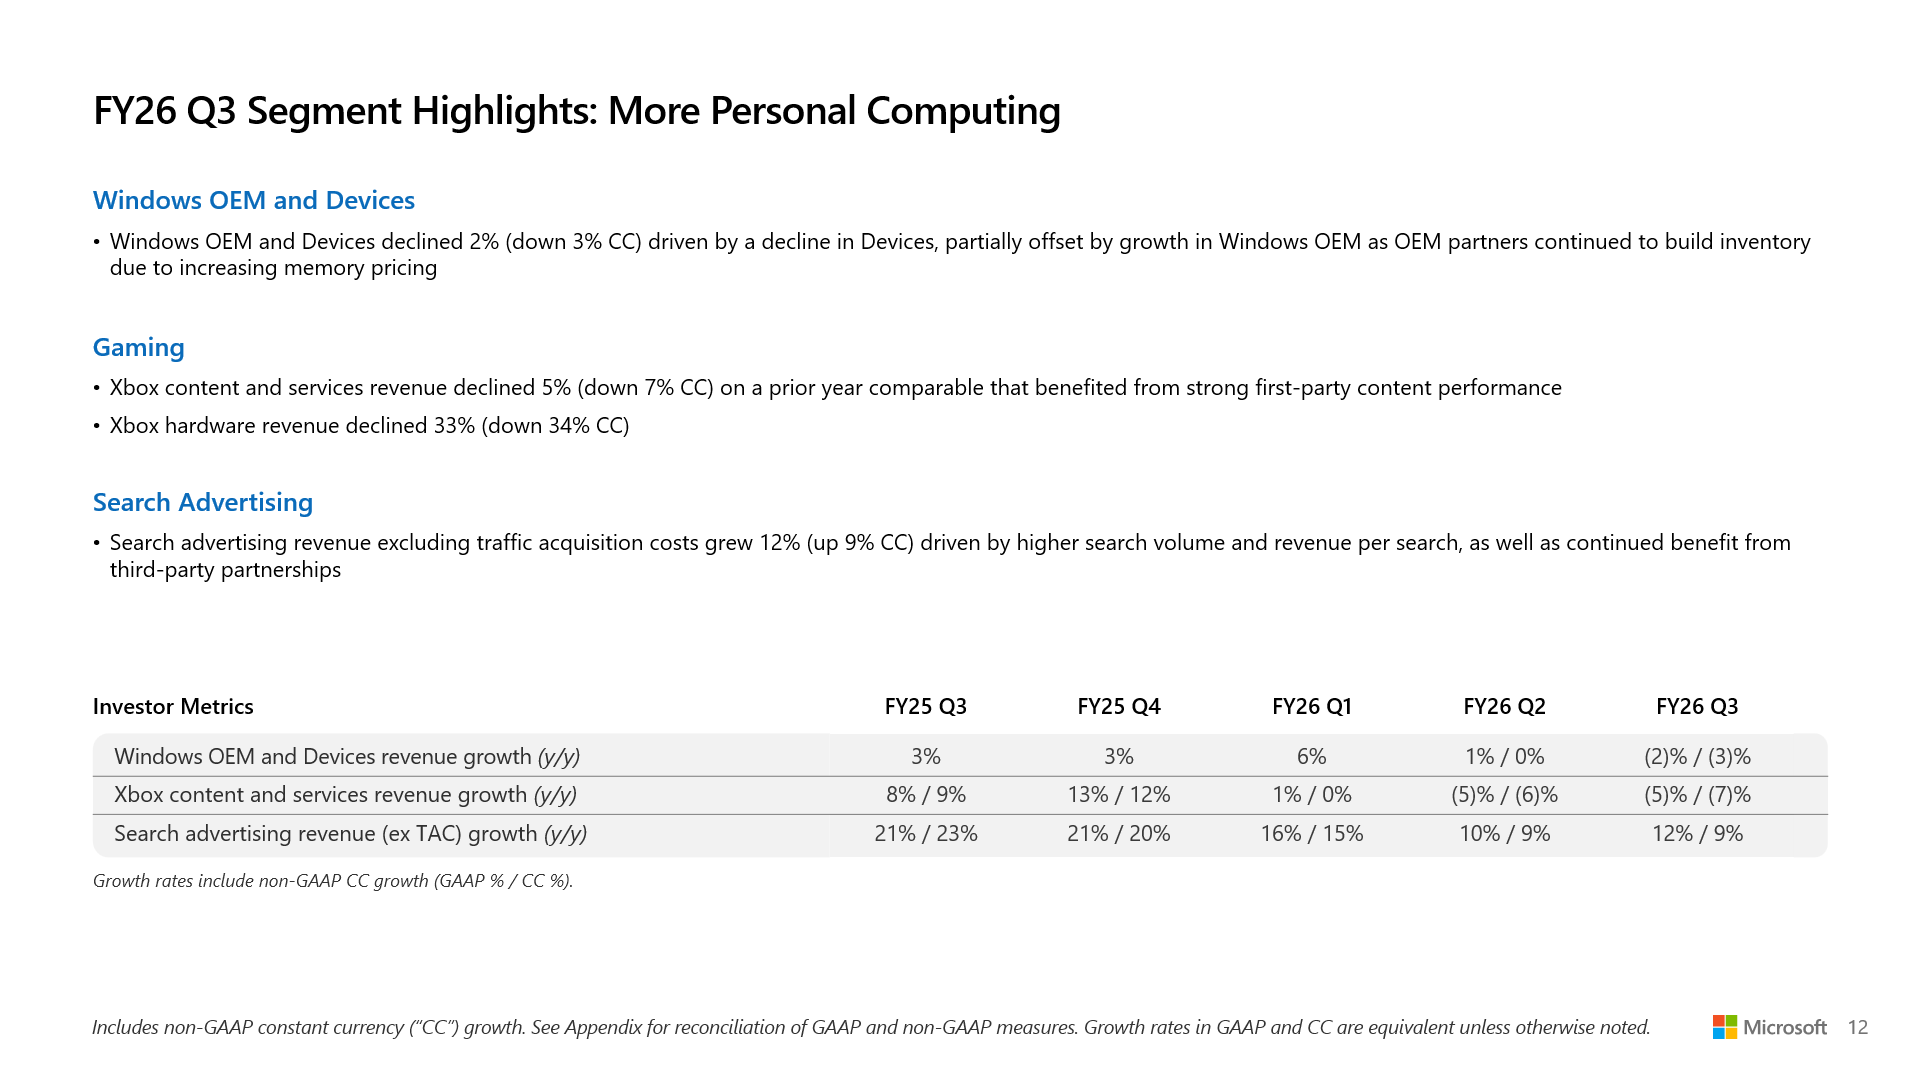 FY26 Q3 Segment Highlights: More Personal Computing
Windows OEM and Devices
• Windows OEM and Devices declined 2% (down 3% CC) driven by a decline in Devices, partially offset by growth in Windows OEM as OEM partners continued to build inventory
due to increasing memory pricing
Gaming
• Xbox content and services revenue declined 5% (down 7% CC) on a prior year comparable that benefited from strong first-party content performance
• Xbox hardware revenue declined 33% (down 34% CC)
Search Advertising
• Search advertising revenue excluding traffic acquisition costs grew 12% (up 9% CC) driven by higher search volume and revenue per search, as well as continued benefit from
third-party partnerships
Investor Metrics FY25 Q3 FY25 Q4 FY26 Q1 FY26 Q2 FY26 Q3
Windows OEM and Devices revenue growth (y/y) 3% 3% 6% 1% / 0% (2)% / (3)%
Xbox content and services revenue growth (y/y) 8% / 9% 13% / 12% 1% / 0% (5)% / (6)% (5)% / (7)%
Search advertising revenue (ex TAC) growth (y/y) 21% / 23% 21% / 20% 16% / 15% 10% / 9% 12% / 9%
Growth rates include non-GAAP CC growth (GAAP % / CC %).
Includes non-GAAP constant currency (“CC”) growth. See Appendix for reconciliation of GAAP and non-GAAP measures. Growth rates in GAAP and CC are equivalent unless otherwise noted.
Microsoft 12